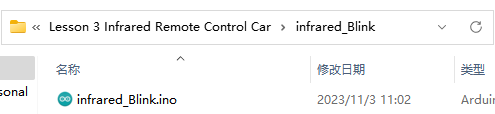 « Lesson 3 Infrared Remote Control Car > infrared_Blink
名称 修改日期 类型
sonal
infrared_Blink.ino 2023/11/3 11:02